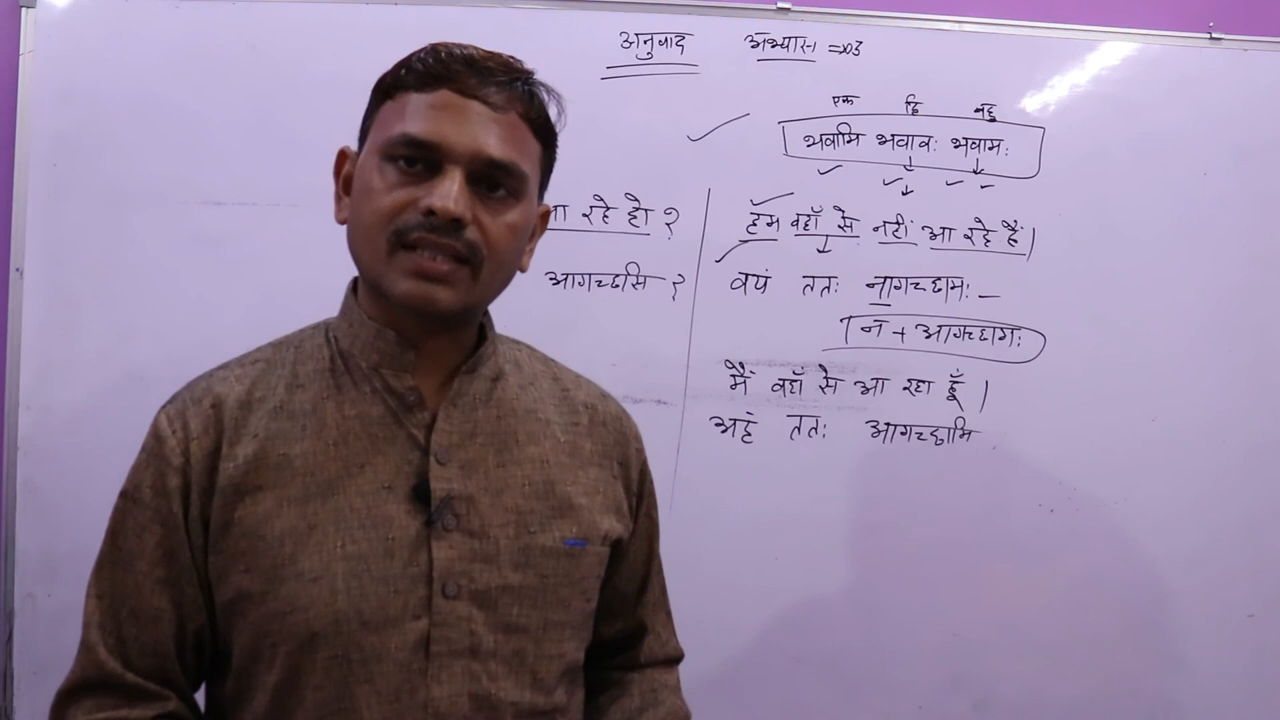 अनुवाद अभ्यास =03
एक द्वि बहु
भवामि भवावः भवामः
रहे हो ?
आगच्छसि ?
हम वहाँ से नहीं आ रहे हैं।
वयं ततः नागच्छामः –
न + आगच्छामः
मैं वहाँ से आ रहा हूँ।
अहं ततः आगच्छामि